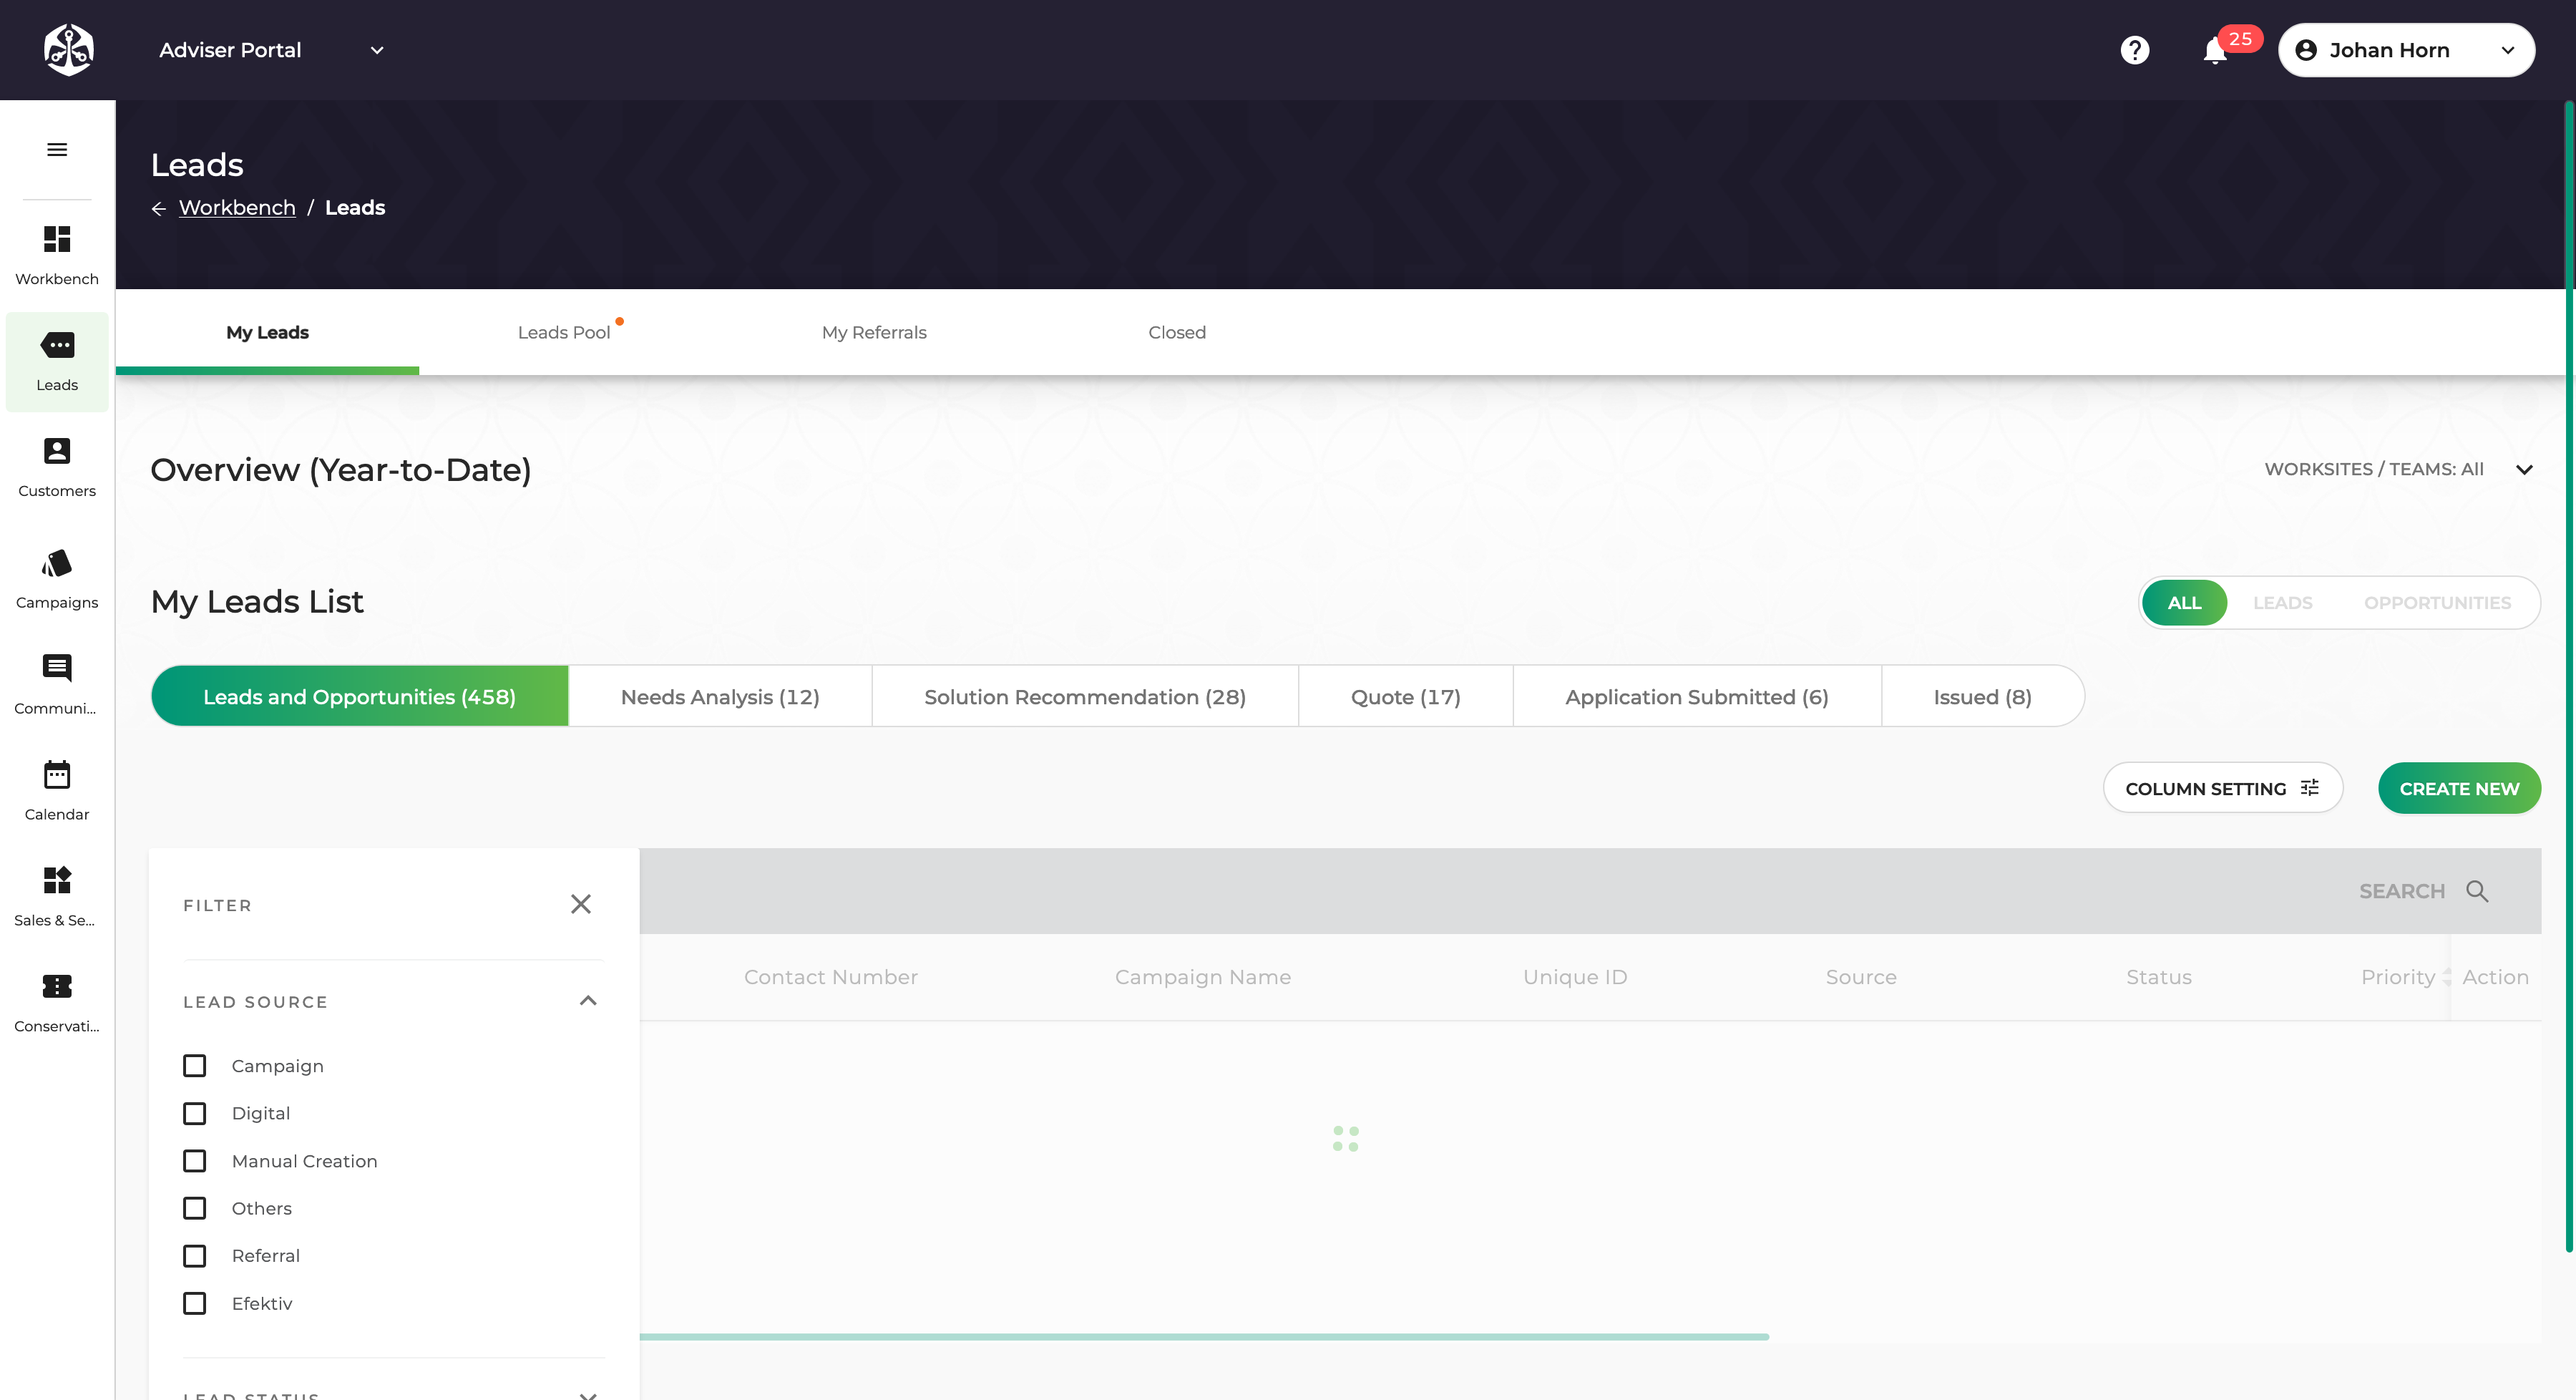 Adviser Portal
25
Johan Horn
Leads
Workbench / Leads
Workbench
Leads
Customers
Campaigns
Communi...
Calendar
Sales & Se...
Conservati...
My Leads
Leads Pool
My Referrals
Closed
Overview (Year-to-Date)
WORKSITES / TEAMS: All
My Leads List
ALL
LEADS
OPPORTUNITIES
Leads and Opportunities (458)
Needs Analysis (12)
Solution Recommendation (28)
Quote (17)
Application Submitted (6)
Issued (8)
COLUMN SETTING
CREATE NEW
FILTER
SEARCH
Contact Number
Campaign Name
Unique ID
Source
Status
Priority
Action
LEAD SOURCE
Campaign
Digital
Manual Creation
Others
Referral
Efektiv
LEAD STATUS